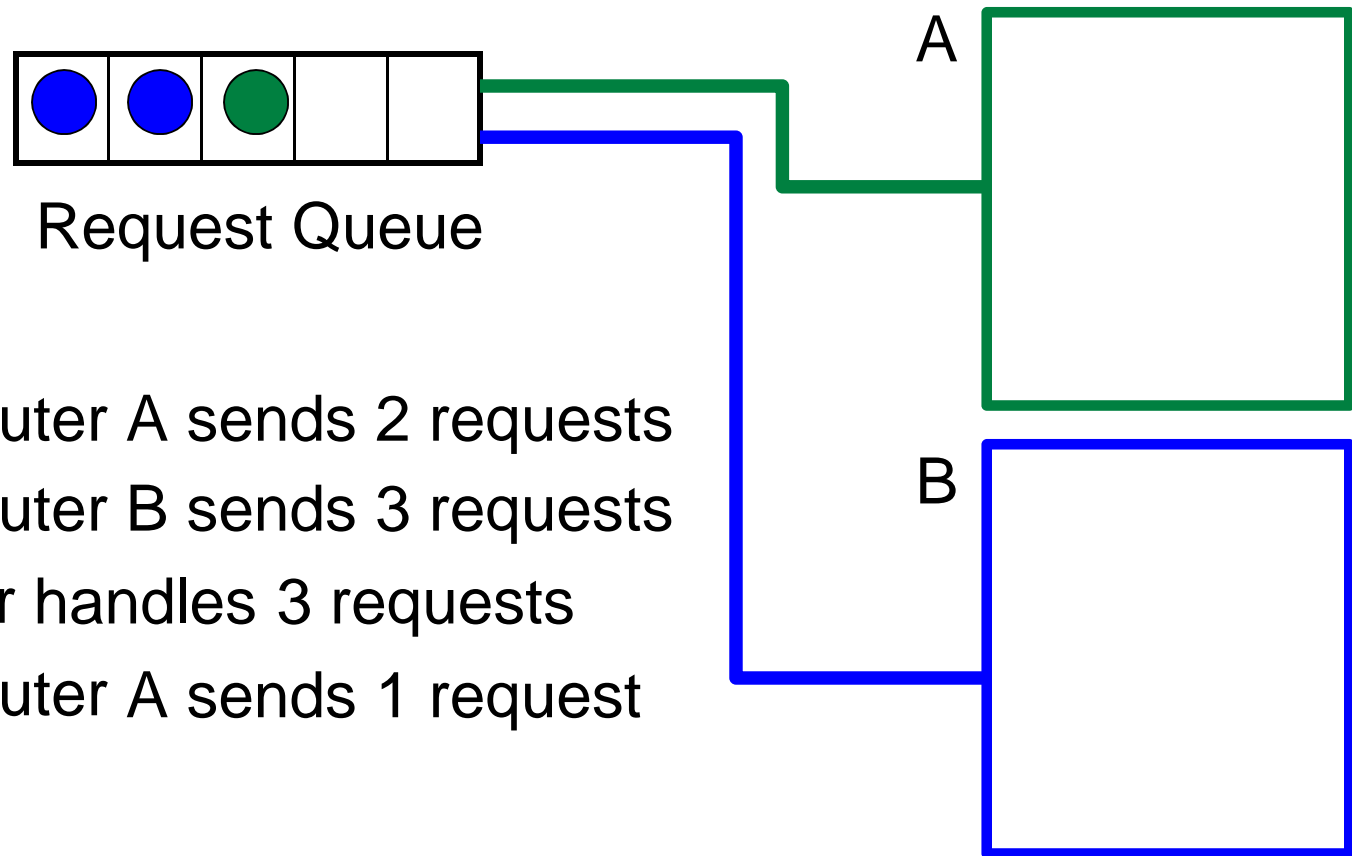 A
Request Queue
uter A sends 2 requests
B
uter B sends 3 requests
r handles 3 requests
uter A sends 1 request